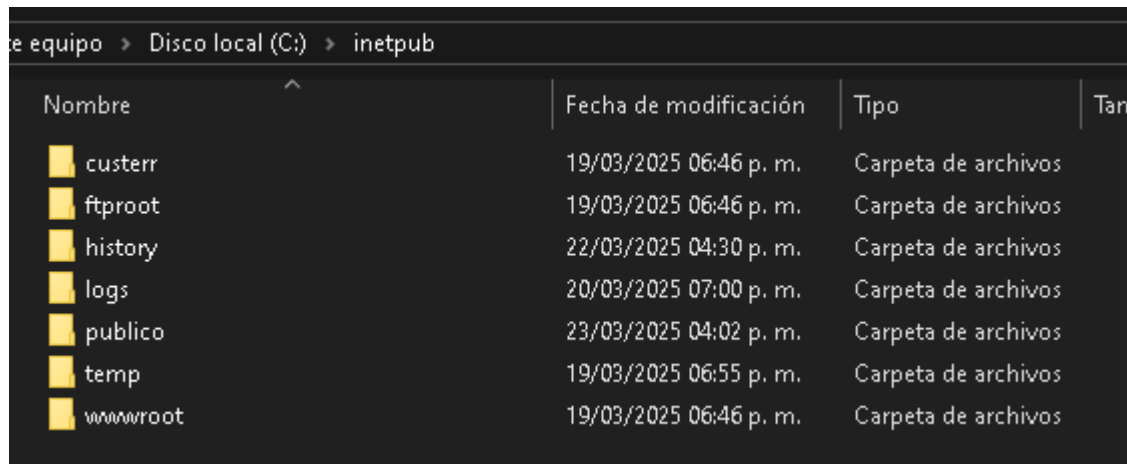 te equipo > Disco local (C:) > inetpub
Nombre Fecha de modificación Tipo Tan
custerr 19/03/2025 06:46 p. m. Carpeta de archivos
ftproot 19/03/2025 06:46 p. m. Carpeta de archivos
history 22/03/2025 04:30 p. m. Carpeta de archivos
logs 20/03/2025 07:00 p. m. Carpeta de archivos
publico 23/03/2025 04:02 p. m. Carpeta de archivos
temp 19/03/2025 06:55 p. m. Carpeta de archivos
wwwroot 19/03/2025 06:46 p. m. Carpeta de archivos